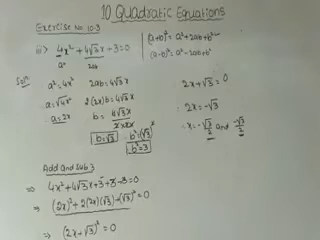 10 Quadratic Equations
Exercise No. 10.3
iii> 4x² + 4√3x + 3 = 0
a² 2ab
(a+b)² = a² + 2ab + b²
(a-b)² = a² - 2ab + b²
Soln
a² = 4x²
a = √4x²
a = 2x
2ab = 4√3x
2(2x)b = 4√3x
b = 4√3x / 2×2x
b = √3
b² = (√3)²
b² = 3
2x + √3 = 0
2x = -√3
∴ x = -√3/2 and -√3/2
Add and sub 3
⇒ 4x² + 4√3x + 3 + 3 - 3 = 0
⇒ (2x)² + 2(2x)(√3) + (√3)² = 0
⇒ (2x + √3)² = 0